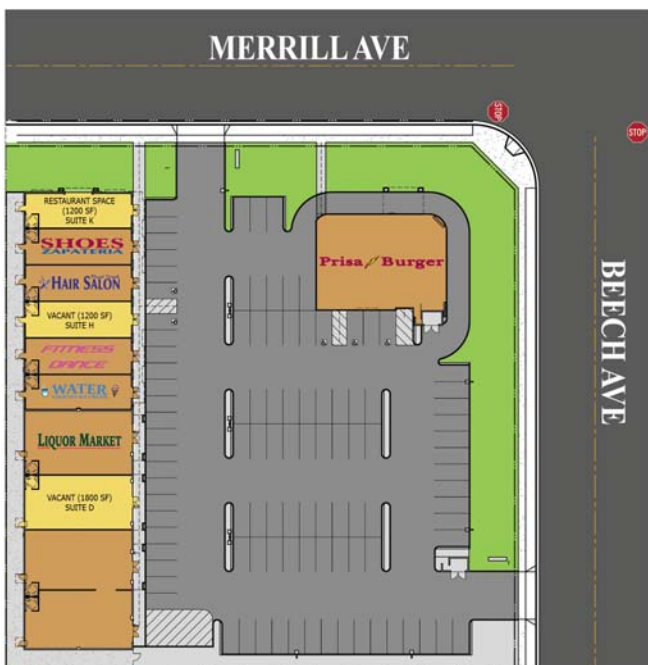 MERRILL AVE
STOP
STOP
BEECH AVE
RESTAURANT SPACE
(1200 SF)
SUITE K
SHOES
ZAPATERIA
HAIR SALON
VACANT (1200 SF)
SUITE H
FITNESS
DANCE
WATER
LIQUOR MARKET
VACANT (1800 SF)
SUITE D
Prisa Burger